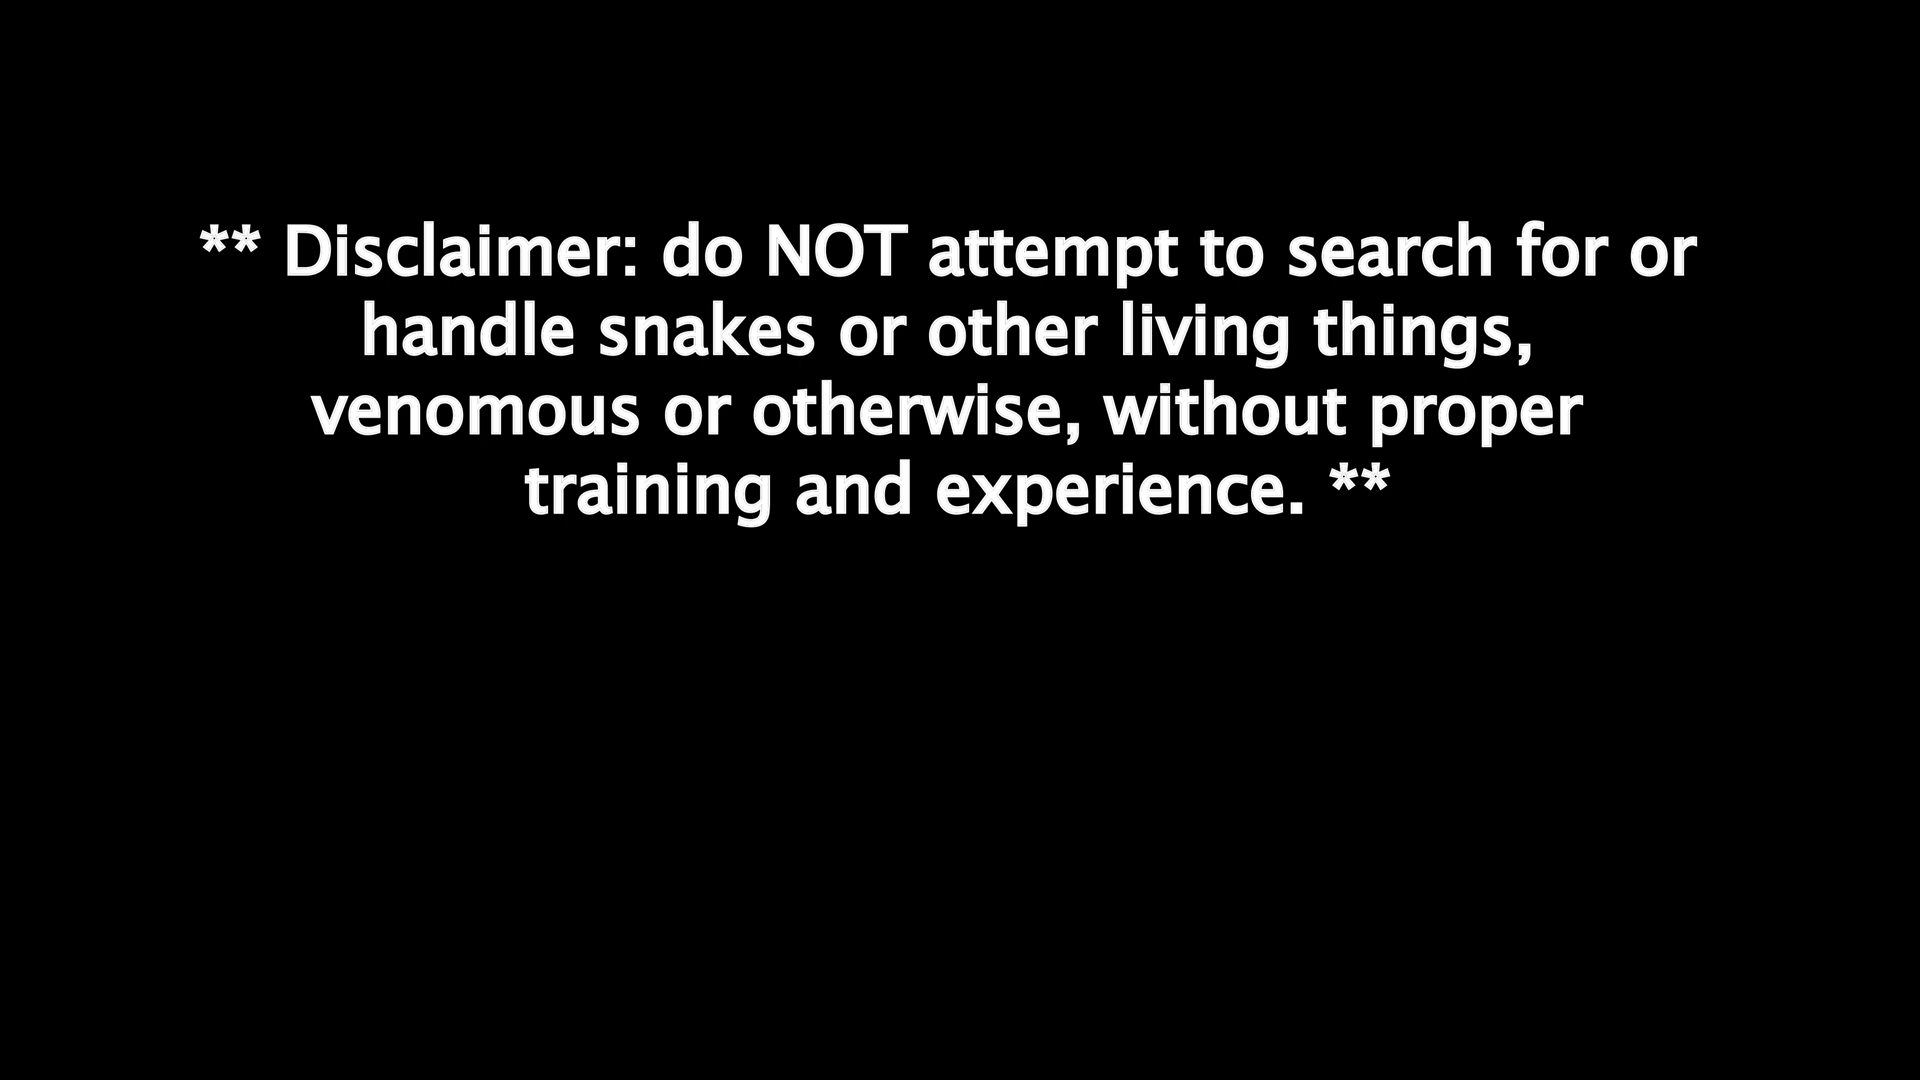 ** Disclaimer: do NOT attempt to search for or
handle snakes or other living things,
venomous or otherwise, without proper
training and experience. **